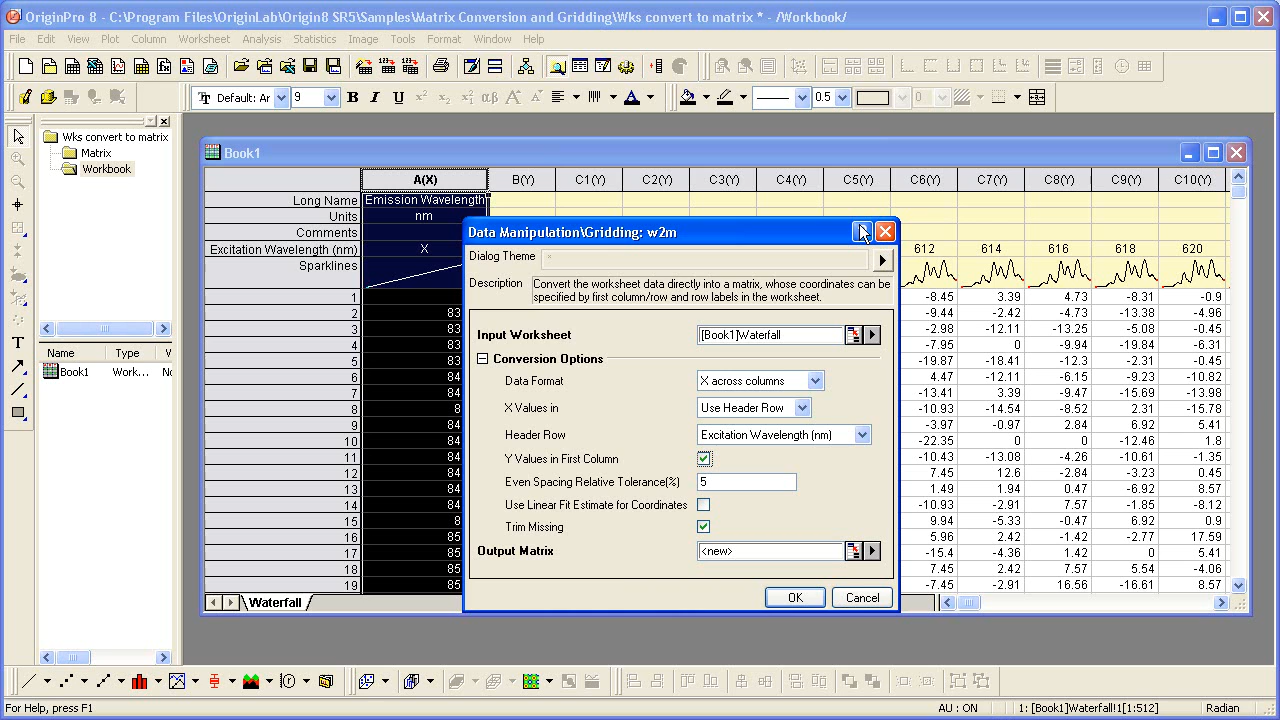 OriginPro 8 - C:\Program Files\OriginLab\Origin8 SR5\Samples\Matrix Conversion and Gridding\Wks convert to matrix * - /Workbook/
File Edit View Plot Column Worksheet Analysis Statistics Image Tools Format Window Help
Default: Ar 9 B I U 0.5 0
Wks convert to matrix
Matrix
Workbook
Name Type
Book1 Work...
Book1
A(X) B(Y) C1(Y) C2(Y) C3(Y) C4(Y) C5(Y) C6(Y) C7(Y) C8(Y) C9(Y) C10(Y)
Long Name Emission Wavelength
Units nm
Comments
Excitation Wavelength (nm) X 612 614 616 618 620
Sparklines
1 -8.45 3.39 4.73 -8.31 -0.9
2 83 -9.44 -2.42 -4.73 -13.38 -4.96
3 83 -2.98 -12.11 -13.25 -5.08 -0.45
4 83 -7.95 0 -9.94 -19.84 -6.31
5 83 -19.87 -18.41 -12.3 -2.31 -0.45
6 84 4.47 -12.11 -6.15 -9.23 -10.82
7 84 -13.41 3.39 -9.47 -15.69 -13.98
8 8 -10.93 -14.54 -8.52 2.31 -15.78
9 84 -3.97 -0.97 2.84 6.92 5.41
10 84 -22.35 0 0 -12.46 1.8
11 84 -10.43 -13.08 -4.26 -10.61 -1.35
12 84 7.45 12.6 -2.84 -3.23 0.45
13 84 1.49 1.94 0.47 -6.92 8.57
14 84 -10.93 -2.91 7.57 -1.85 -8.12
15 8 9.94 -5.33 -0.47 6.92 0.9
16 85 5.96 2.42 -1.42 -2.77 17.59
17 85 -15.4 -4.36 1.42 0 5.41
18 85 7.45 2.42 7.57 5.54 -4.06
19 85 -7.45 -2.91 16.56 -16.61 8.57
Waterfall
Data Manipulation\Gridding: w2m
Dialog Theme *
Description Convert the worksheet data directly into a matrix, whose coordinates can be
specified by first column/row and row labels in the worksheet.
Input Worksheet [Book1]Waterfall
Conversion Options
Data Format X across columns
X Values in Use Header Row
Header Row Excitation Wavelength (nm)
Y Values in First Column
Even Spacing Relative Tolerance(%) 5
Use Linear Fit Estimate for Coordinates
Trim Missing
Output Matrix <new>
OK Cancel
For Help, press F1 AU : ON 1: [Book1]Waterfall!1[1:512] Radian